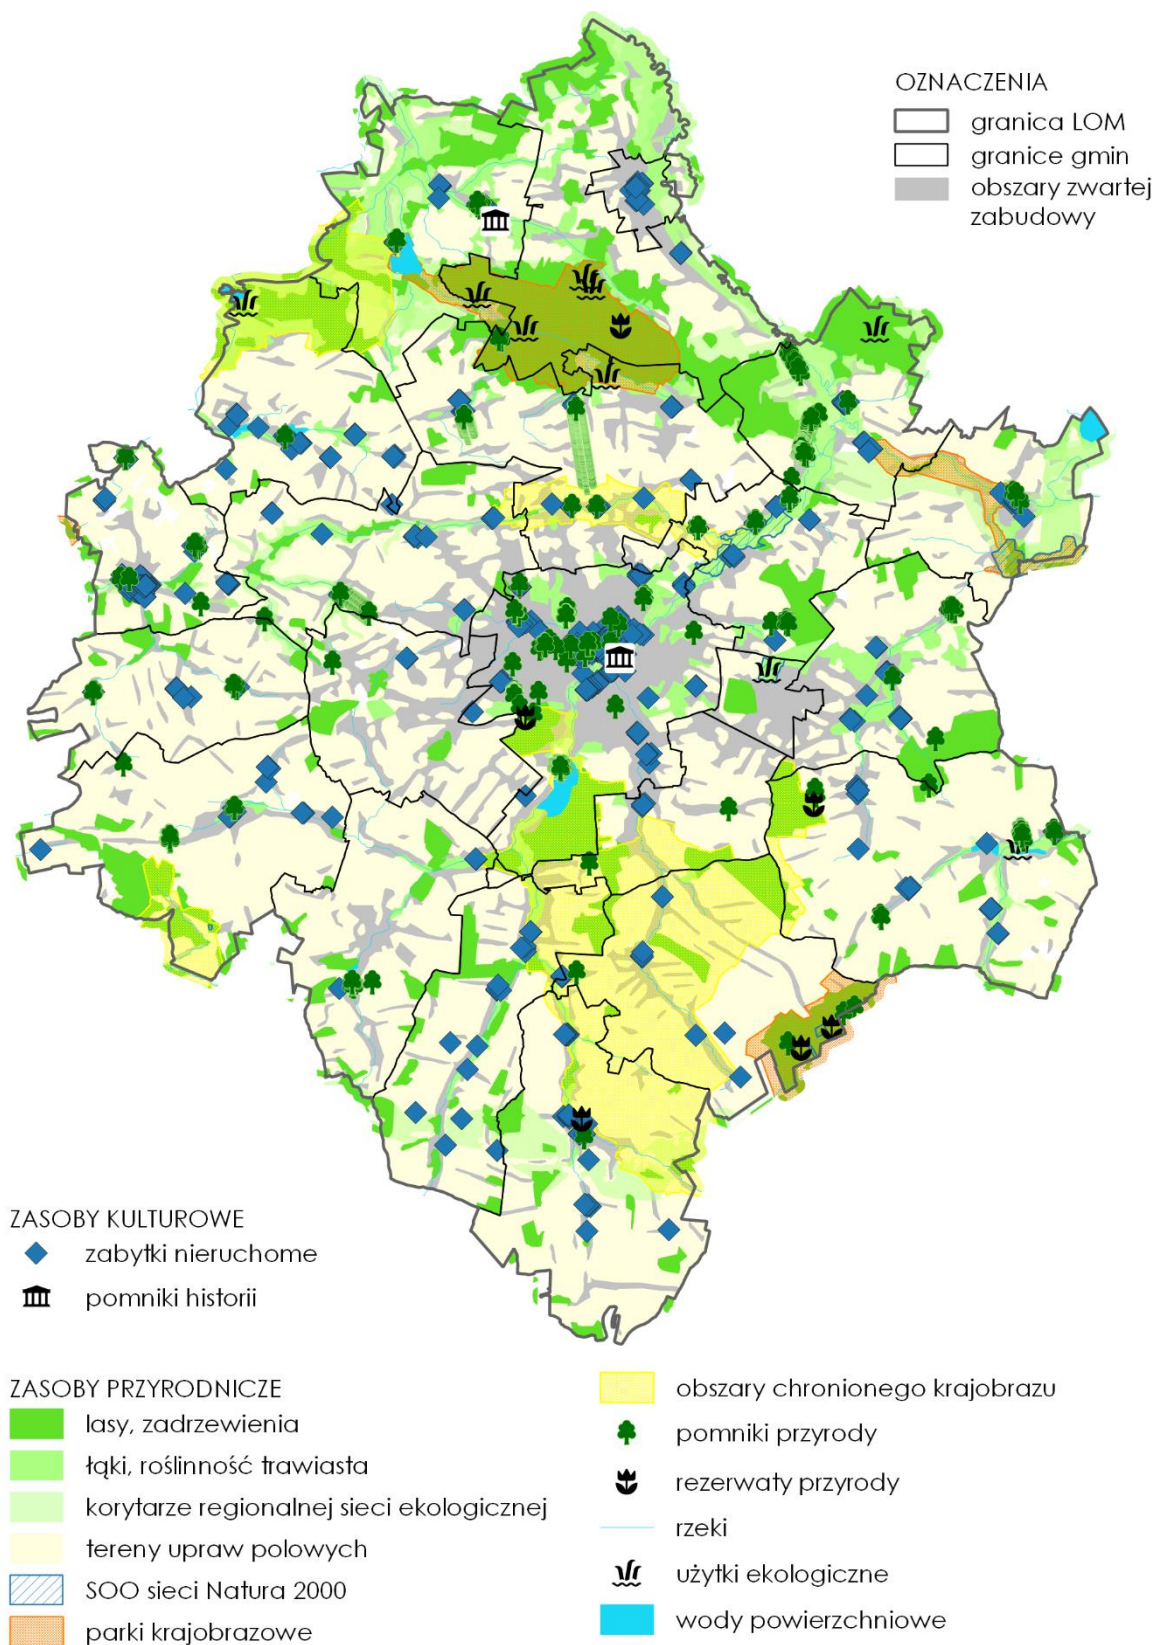 OZNACZENIA
granica LOM
granice gmin
obszary zwartej
zabudowy
ZASOBY KULTUROWE
zabytki nieruchome
pomniki historii
ZASOBY PRZYRODNICZE
lasy, zadrzewienia
łąki, roślinność trawiasta
korytarze regionalnej sieci ekologicznej
tereny upraw polowych
SOO sieci Natura 2000
parki krajobrazowe
obszary chronionego krajobrazu
pomniki przyrody
rezerwaty przyrody
rzeki
użytki ekologiczne
wody powierzchniowe